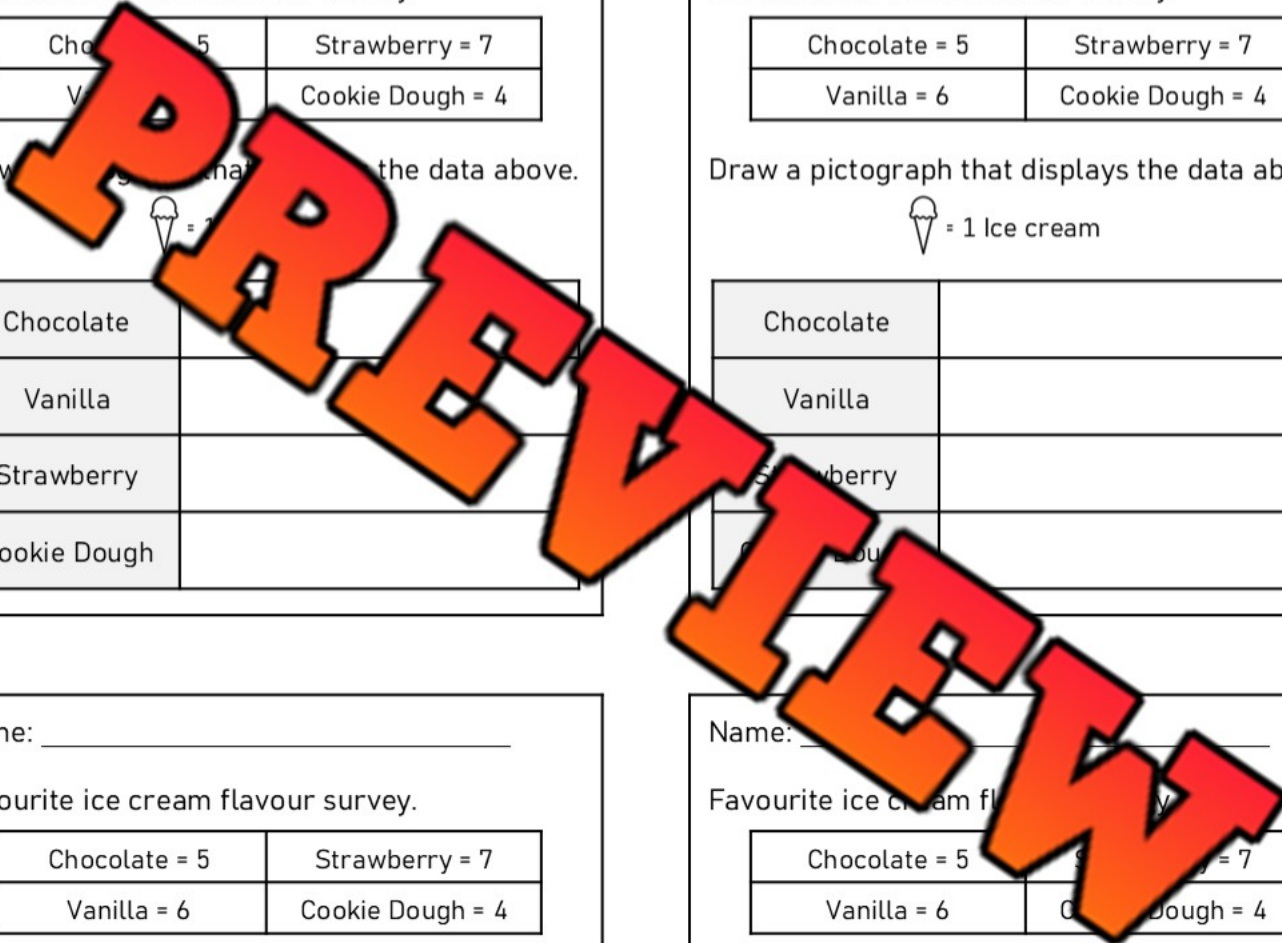 5 Strawberry = 7
Cookie Dough = 4
the data above.
=
Chocolate
Vanilla
Strawberry
ookie Dough
Chocolate = 5 Strawberry = 7
Vanilla = 6 Cookie Dough = 4
Draw a pictograph that displays the data ab
= 1 Ice cream
Chocolate
Vanilla
PREVIEW
ne:
ourite ice cream flavour survey.
Chocolate = 5 Strawberry = 7
Vanilla = 6 Cookie Dough = 4
Name:
Favourite ice
Chocolate = 5 = 7
Vanilla = 6 Dough = 4